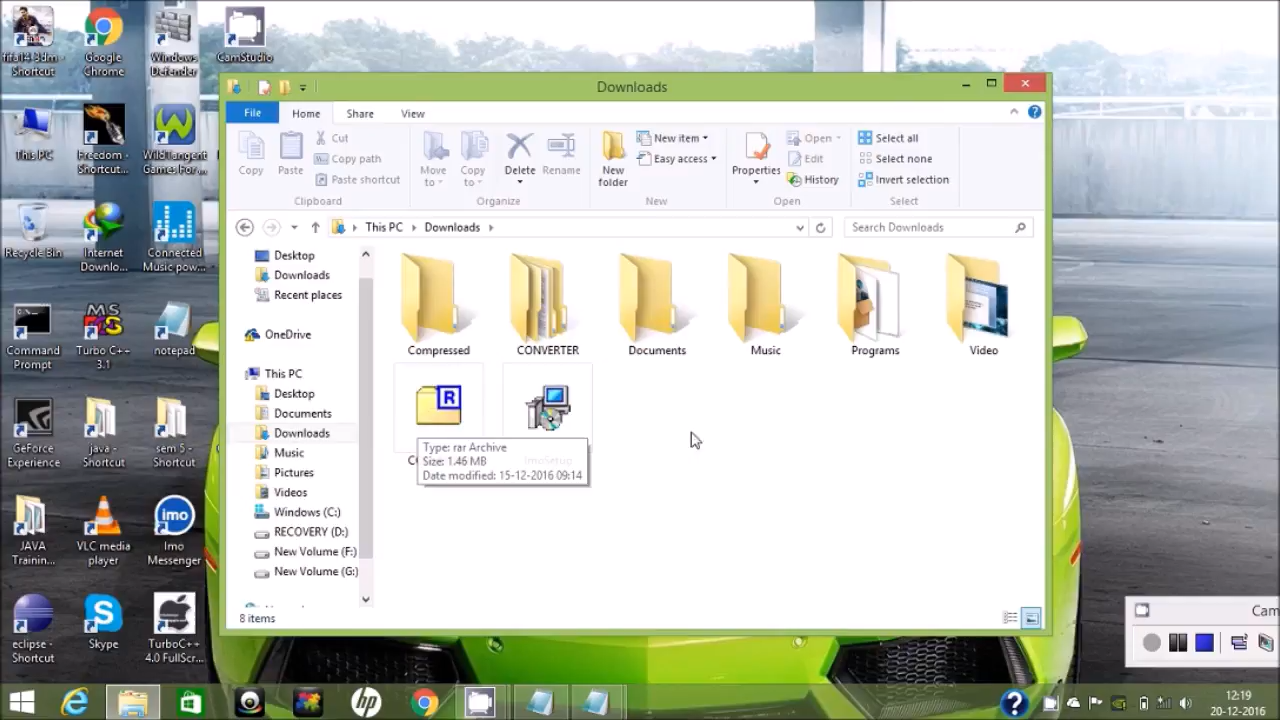 fifa14 3dm -
Shortcut
Google
Chrome
Windows
Defender
CamStudio
This PC
Freedom -
Shortcut...
WildTangent
Games For...
Recycle Bin
Internet
Downlo...
Connected
Music pow...
Command
Prompt
Turbo C++
3.1
notepad
GeForce
Experience
java -
Shortcut
sem 5 -
Shortcut
JAVA
Trainin...
VLC media
player
imo
Imo
Messenger
eclipse -
Shortcut
Skype
TurboC++
4.0 FullScr...
Downloads
File
Home
Share
View
Copy
Paste
Cut
Copy path
Paste shortcut
Clipboard
Move
to
Copy
to
Delete
Rename
Organize
New
folder
New item
Easy access
New
Properties
Open
Edit
History
Open
Select all
Select none
Invert selection
Select
This PC
Downloads
Search Downloads
Desktop
Downloads
Recent places
OneDrive
This PC
Desktop
Documents
Downloads
Music
Pictures
Videos
Windows (C:)
RECOVERY (D:)
New Volume (F:)
New Volume (G:)
Compressed
CONVERTER
Documents
Music
Programs
Video
R
Type: rar Archive
Size: 1.46 MB
Date modified: 15-12-2016 09:14
8 items
Cam
hp
12:19
20-12-2016